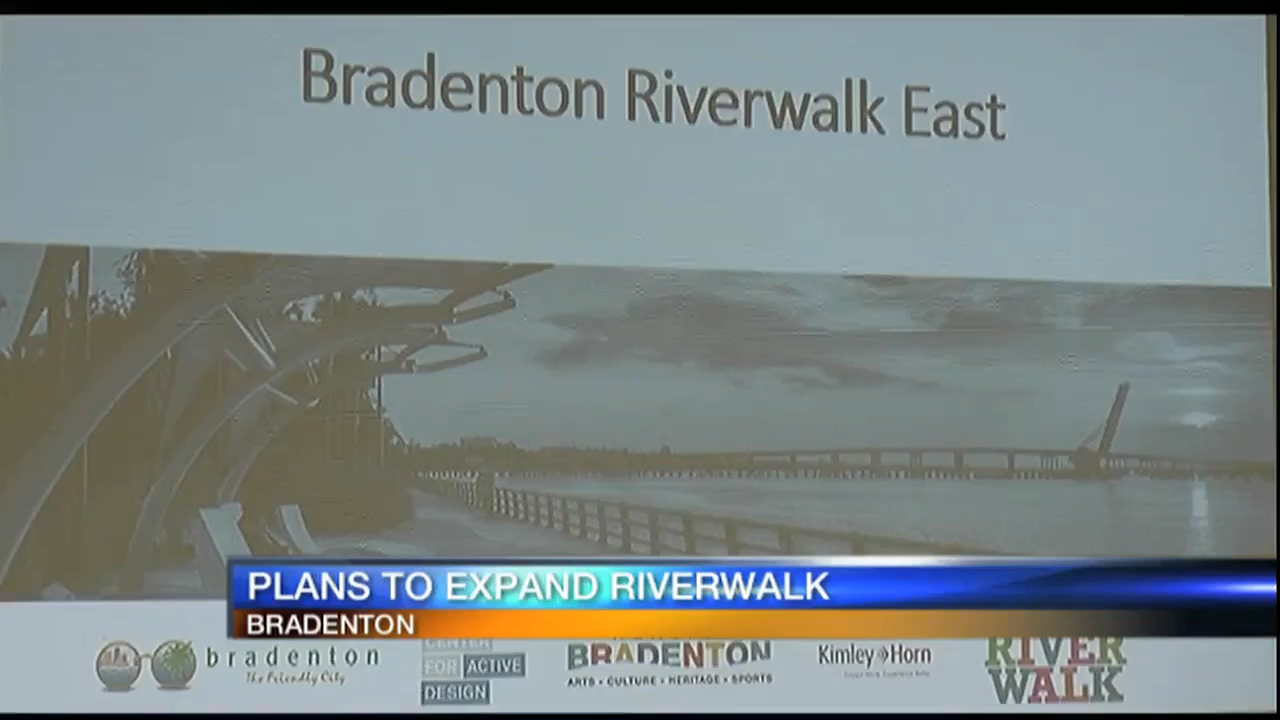 Bradenton Riverwalk East
PLANS TO EXPAND RIVERWALK
BRADENTON
bradenton
The Friendly City
CENTER
FOR ACTIVE
DESIGN
BRADENTON
ARTS • CULTURE • HERITAGE • SPORTS
Kimley Horn
RIVER
WALK